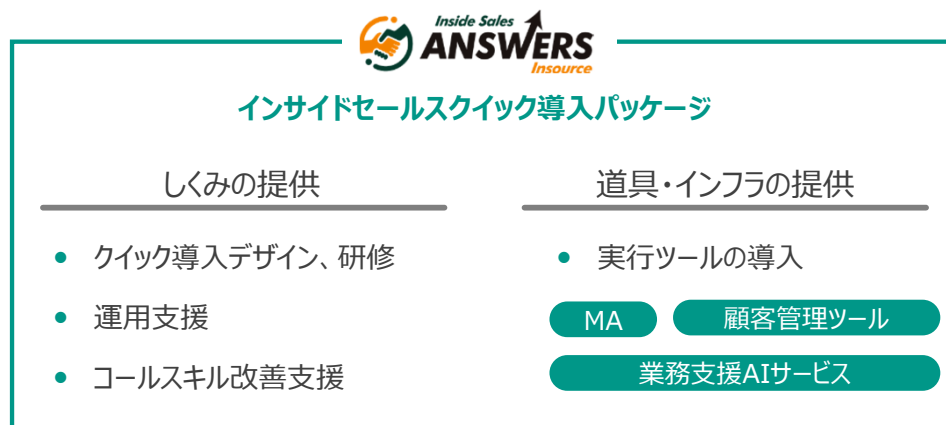 Inside Sales
ANSWERS
Insource
インサイドセールスクイック導入パッケージ
しくみの提供
• クイック導入デザイン、研修
• 運用支援
• コールスキル改善支援
道具・インフラの提供
• 実行ツールの導入
MA
顧客管理ツール
業務支援AIサービス